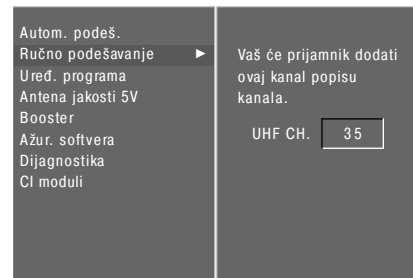 Autom. podeš.
Ručno podešavanje ►
Uređ. programa
Antena jakosti 5V
Booster
Ažur. softvera
Dijagnostika
CI moduli
Vaš će prijamnik dodati
ovaj kanal popisu
kanala.
UHF CH. 35